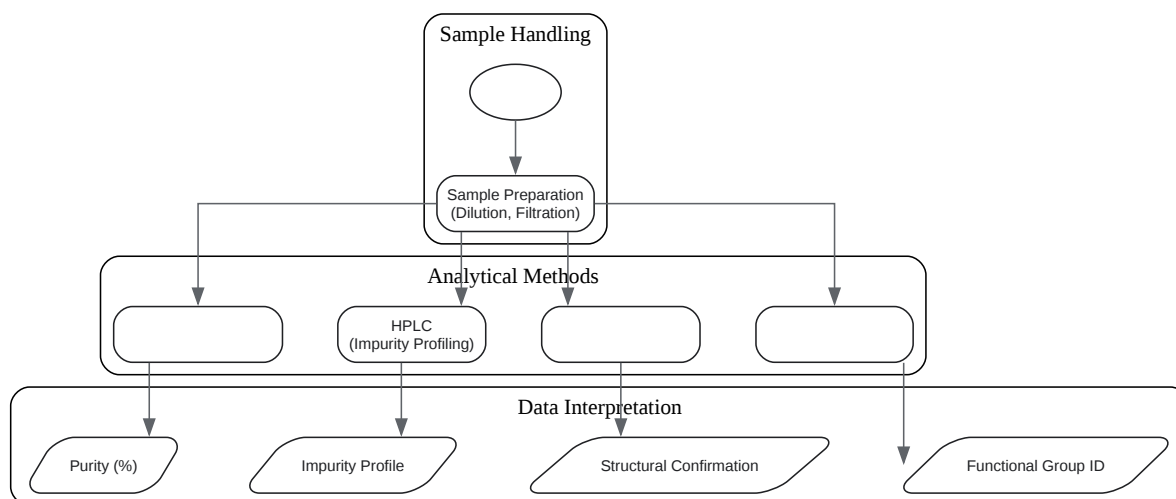 Sample Handling
Sample Preparation
(Dilution, Filtration)
Analytical Methods
HPLC
(Impurity Profiling)
Data Interpretation
Purity (%)
Impurity Profile
Structural Confirmation
Functional Group ID